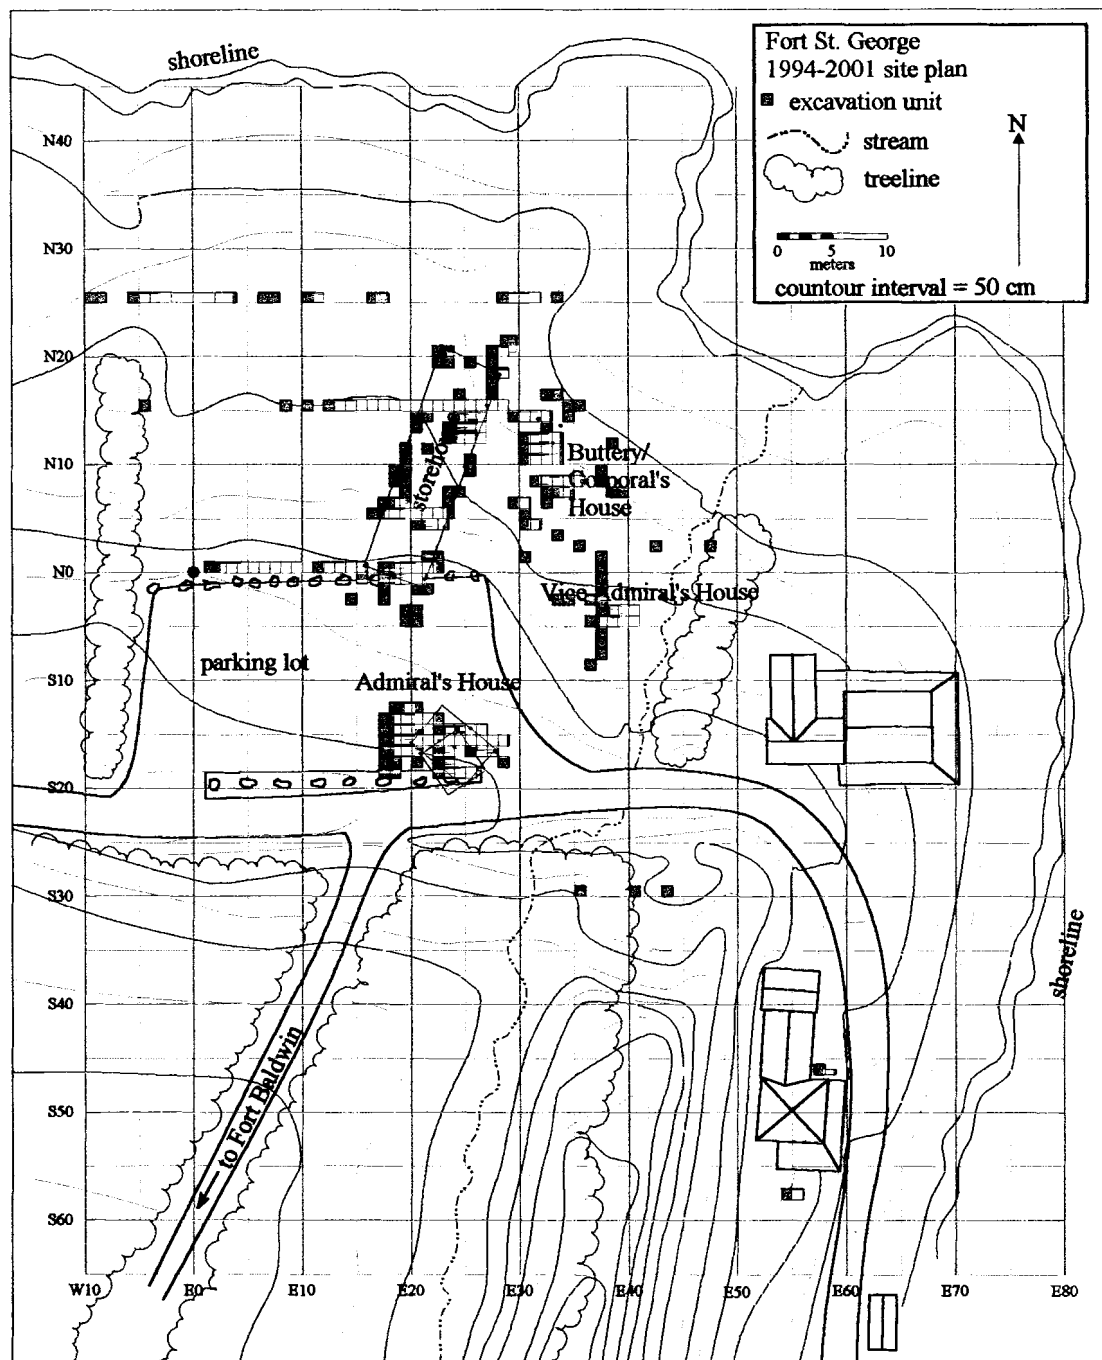 shoreline
Fort St. George
1994-2001 site plan
excavation unit
N
stream
treeline
0 5 10
meters
countour interval = 50 cm
N40
N30
N20
N10
N0
S10
S20
S30
S40
S50
S60
Buttery/
Corporal's
House
Vice Admiral's House
parking lot
Admiral's House
shoreline
to Fort Baldwin
W10 E0 E10 E20 E30 E40 E50 E60 E70 E80